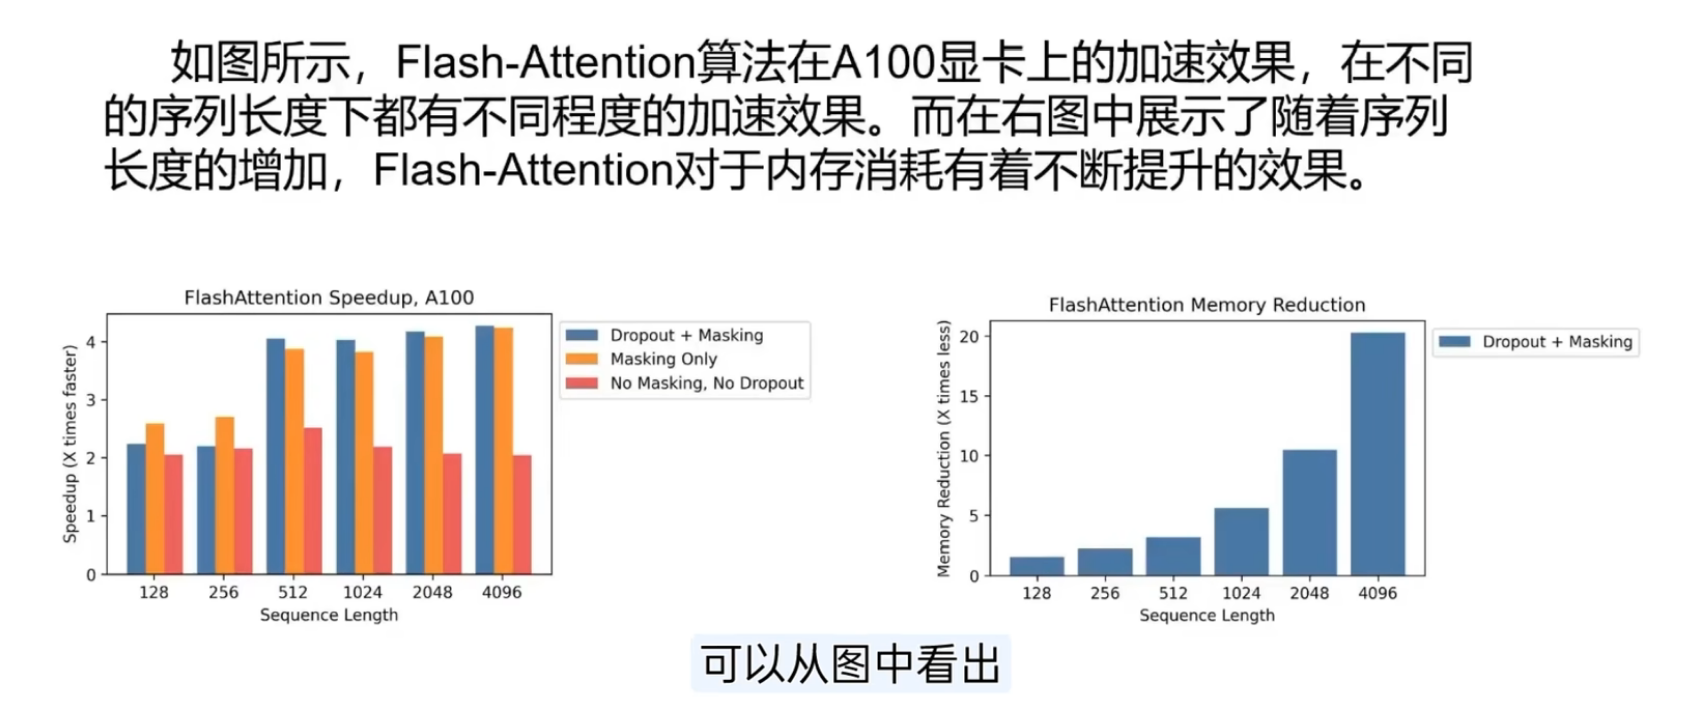 如图所示，Flash-Attention算法在A100显卡上的加速效果，在不同
的序列长度下都有不同程度的加速效果。而在右图中展示了随着序列
长度的增加，Flash-Attention对于内存消耗有着不断提升的效果。
FlashAttention Speedup, A100
Speedup (X times faster)
4
3
2
1
0
128 256 512 1024 2048 4096
Sequence Length
Dropout + Masking
Masking Only
No Masking, No Dropout
FlashAttention Memory Reduction
Memory Reduction (X times less)
20
15
10
5
0
128 256 512 1024 2048 4096
Sequence Length
Dropout + Masking
可以从图中看出